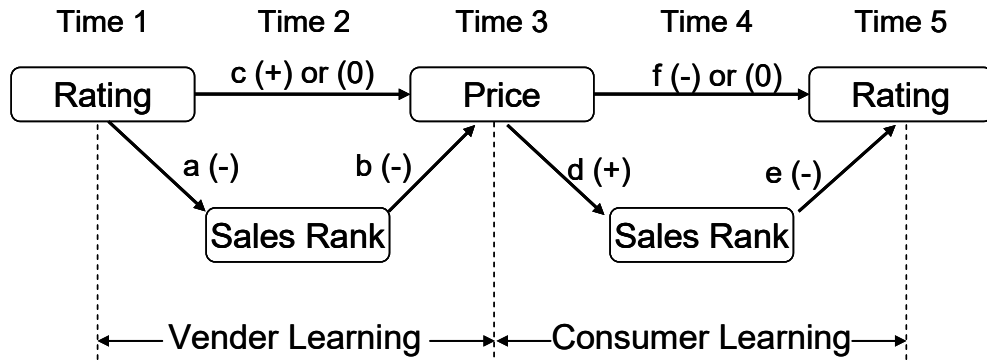 Time 1 Time 2 Time 3 Time 4 Time 5
c (+) or (0) f (-) or (0)
Rating Price Rating
a (-) b (-) d (+) e (-)
Sales Rank Sales Rank
Vender Learning Consumer Learning